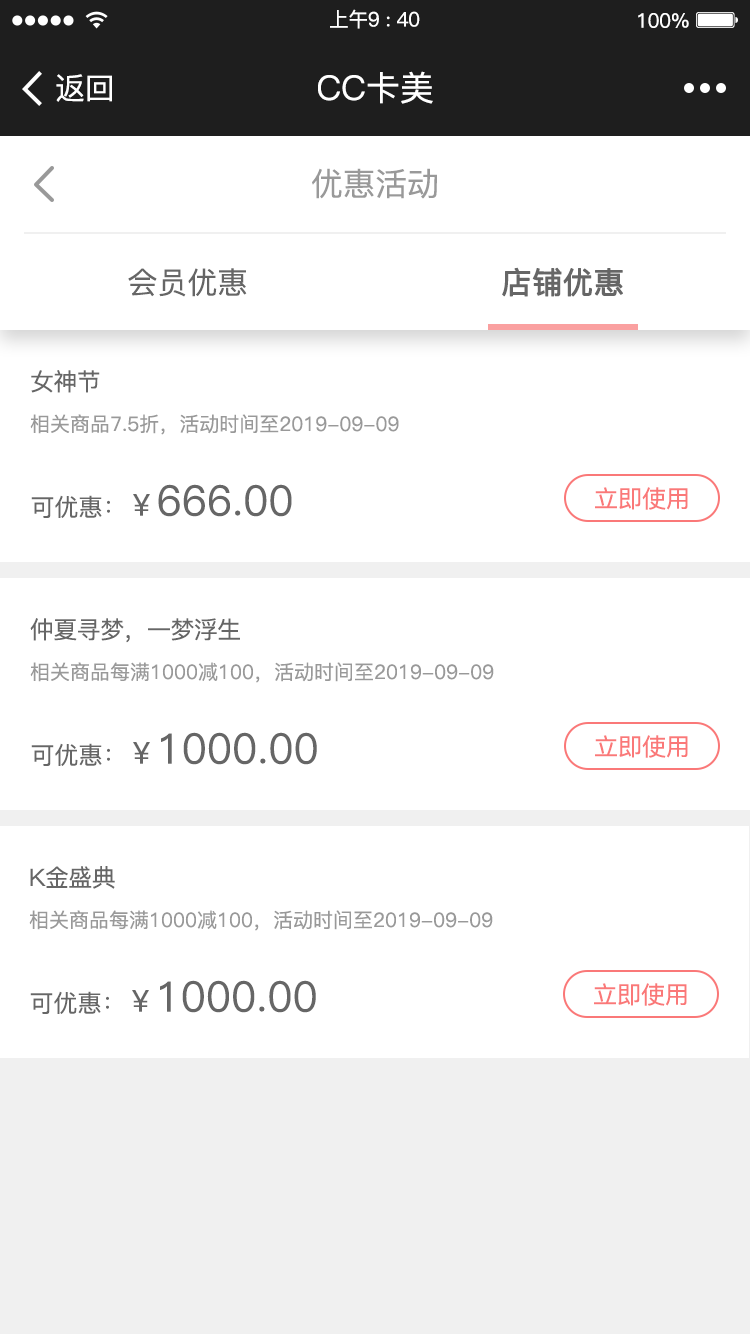 上午9 : 40
100%
返回
CC卡美
优惠活动
会员优惠
店铺优惠
女神节
相关商品7.5折，活动时间至2019-09-09
可优惠：￥666.00
立即使用
仲夏寻梦，一梦浮生
相关商品每满1000减100，活动时间至2019-09-09
可优惠：￥1000.00
立即使用
K金盛典
相关商品每满1000减100，活动时间至2019-09-09
可优惠：￥1000.00
立即使用